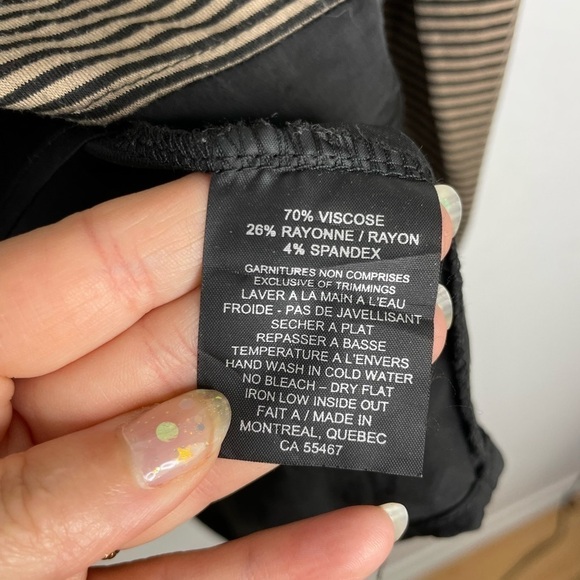 70% VISCOSE
26% RAYONNE / RAYON
4% SPANDEX
GARNITURES NON COMPRISES
EXCLUSIVE OF TRIMMINGS
LAVER A LA MAIN A L'EAU
FROIDE - PAS DE JAVELLISANT
SECHER A PLAT
REPASSER A BASSE
TEMPERATURE A L'ENVERS
HAND WASH IN COLD WATER
NO BLEACH – DRY FLAT
IRON LOW INSIDE OUT
FAIT A / MADE IN
MONTREAL, QUEBEC
CA 55467